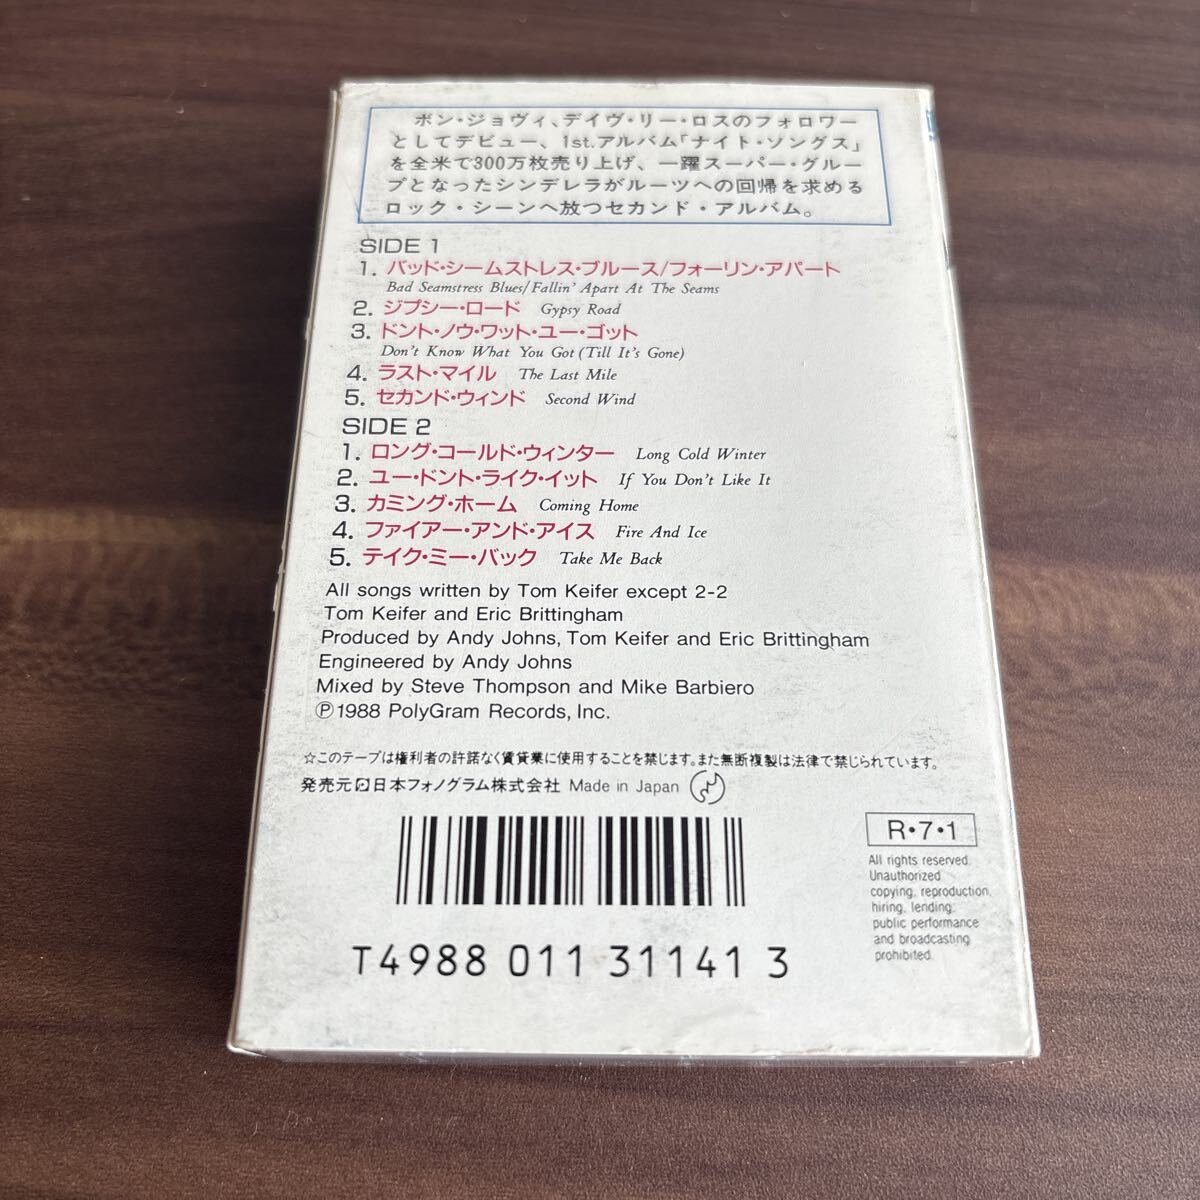 ボン・ジョヴィ、デイヴ・リー・ロスのフォロワー
としてデビュー、1st.アルバム「ナイト・ソングス」
を全米で300万枚売り上げ、一躍スーパー・グルー
プとなったシンデレラがルーツへの回帰を求める
ロック・シーンへ放つセカンド・アルバム。
SIDE 1
1. バッド・シームストレス・ブルース/フォーリン・アパート
Bad Seamstress Blues/Fallin' Apart At The Seams
2. ジプシー・ロード Gypsy Road
3. ドント・ノウ・ワット・ユー・ゴット
Don't Know What You Got (Till It's Gone)
4. ラスト・マイル The Last Mile
5. セカンド・ウィンド Second Wind
SIDE 2
1. ロング・コールド・ウィンター Long Cold Winter
2. ユー・ドント・ライク・イット If You Don't Like It
3. カミング・ホーム Coming Home
4. ファイアー・アンド・アイス Fire And Ice
5. テイク・ミー・バック Take Me Back
All songs written by Tom Keifer except 2-2
Tom Keifer and Eric Brittingham
Produced by Andy Johns, Tom Keifer and Eric Brittingham
Engineered by Andy Johns
Mixed by Steve Thompson and Mike Barbiero
℗1988 PolyGram Records, Inc.
☆このテープは権利者の許諾なく賃貸業に使用することを禁じます。また無断複製は法律で禁じられています。
発売元 日本フォノグラム株式会社 Made in Japan
R・7・1
All rights reserved.
Unauthorized
copying, reproduction,
hiring, lending,
public performance
and broadcasting
prohibited.
T4988 011 31141 3